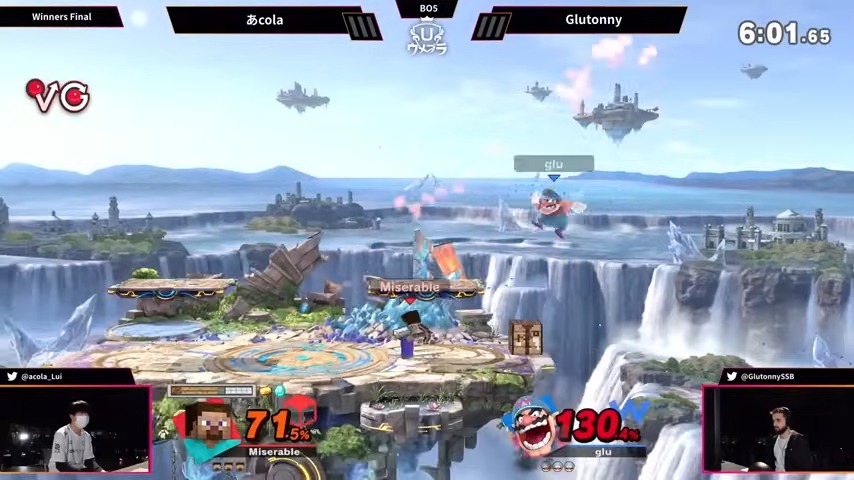 Winners Final
あcola
BO5
Glutonny
6:01.65
U
ウメブラ
VG
glu
Miserable
@acola_Lui
@GlutonnySSB
71.5%
130.4%
Miserable
glu